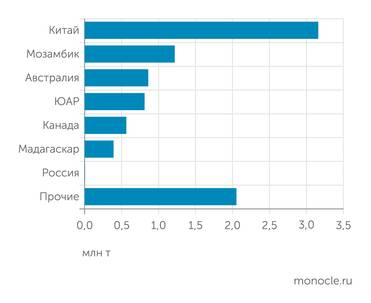 Китай
Мозамбик
Австралия
ЮАР
Канада
Мадагаскар
Россия
Прочие
0,0 0,5 1,0 1,5 2,0 2,5 3,0 3,5
млн т
monocle.ru